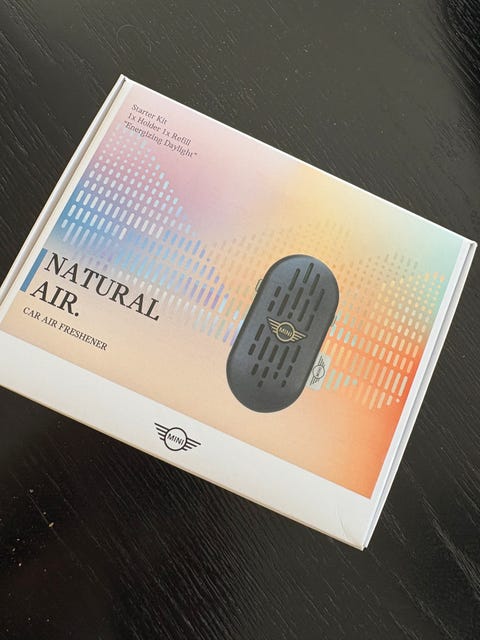 Starter Kit
1x Holder 1x Refill
"Energizing Daylight"
NATURAL
AIR.
CAR AIR FRESHENER
MINI
MINI